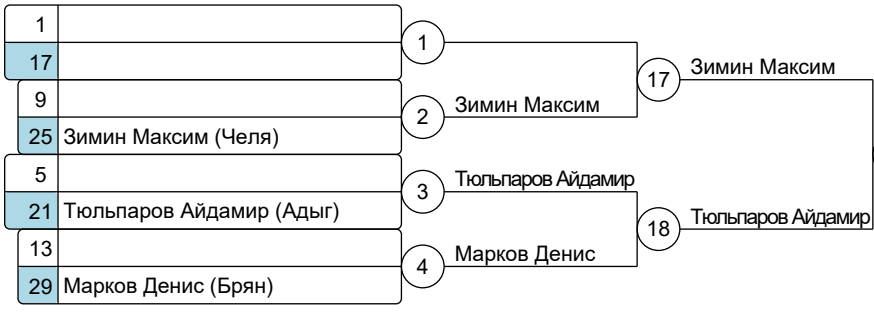 1
17
1
9
25 Зимин Максим (Челя)
2
Зимин Максим
17
Зимин Максим
5
21 Тюльпаров Айдамир (Адыг)
3
Тюльпаров Айдамир
13
29 Марков Денис (Брян)
4
Марков Денис
18
Тюльпаров Айдамир